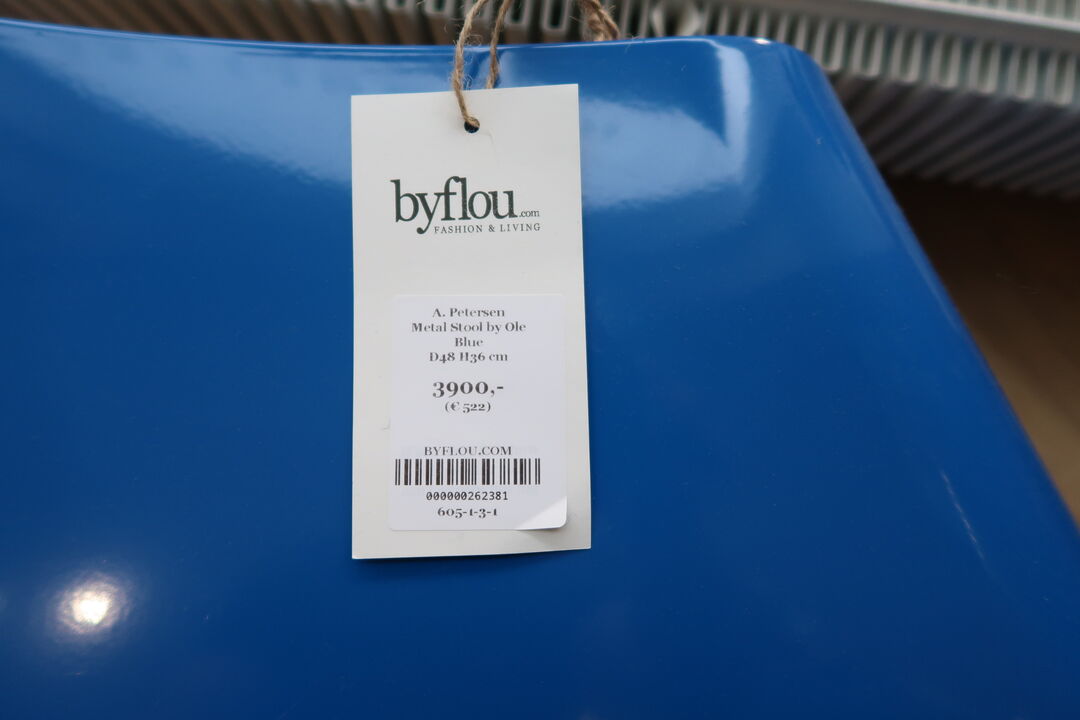 byflou.com
FASHION & LIVING
A. Petersen
Metal Stool by Ole
Blue
D48 H36 cm
3900,-
(€ 522)
BYFLOU.COM
000000262381
605-1-3-1